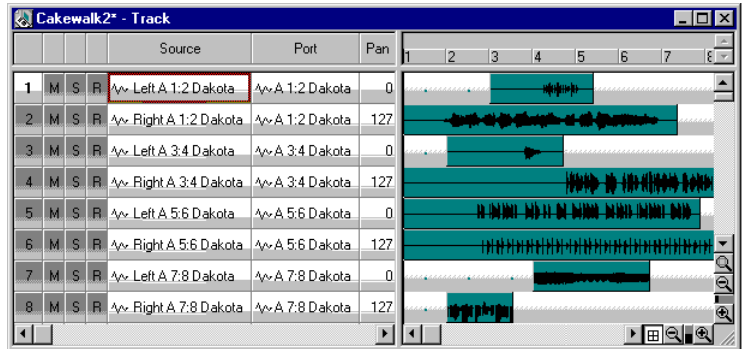 Cakewalk2* - Track
Source Port Pan 1 2 3 4 5 6 7 8
1 M S R Left A 1:2 Dakota A 1:2 Dakota 0
2 M S R Right A 1:2 Dakota A 1:2 Dakota 127
3 M S R Left A 3:4 Dakota A 3:4 Dakota 0
4 M S R Right A 3:4 Dakota A 3:4 Dakota 127
5 M S R Left A 5:6 Dakota A 5:6 Dakota 0
6 M S R Right A 5:6 Dakota A 5:6 Dakota 127
7 M S R Left A 7:8 Dakota A 7:8 Dakota 0
8 M S R Right A 7:8 Dakota A 7:8 Dakota 127